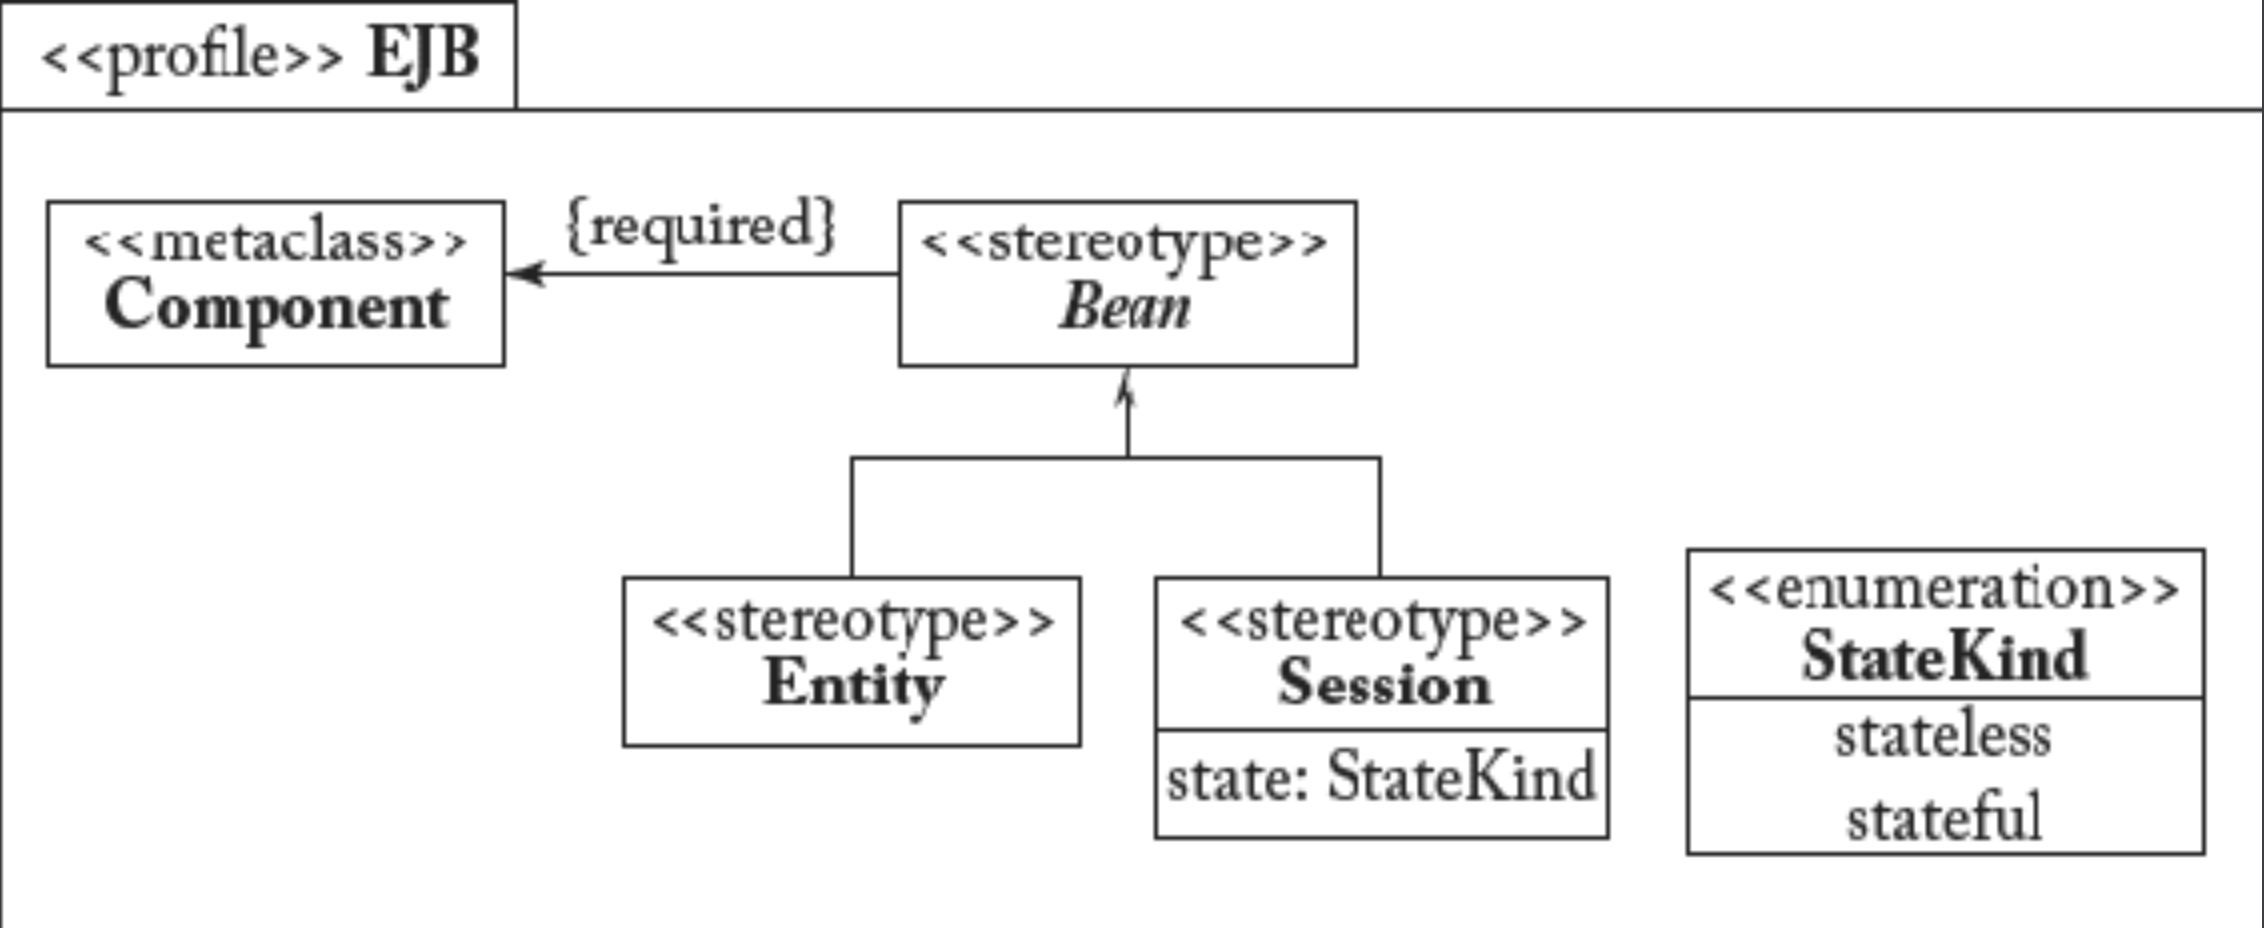 <<profile>> EJB
<<metaclass>>
Component
{required}
<<stereotype>>
Bean
<<stereotype>>
Entity
<<stereotype>>
Session
state: StateKind
<<enumeration>>
StateKind
stateless
stateful